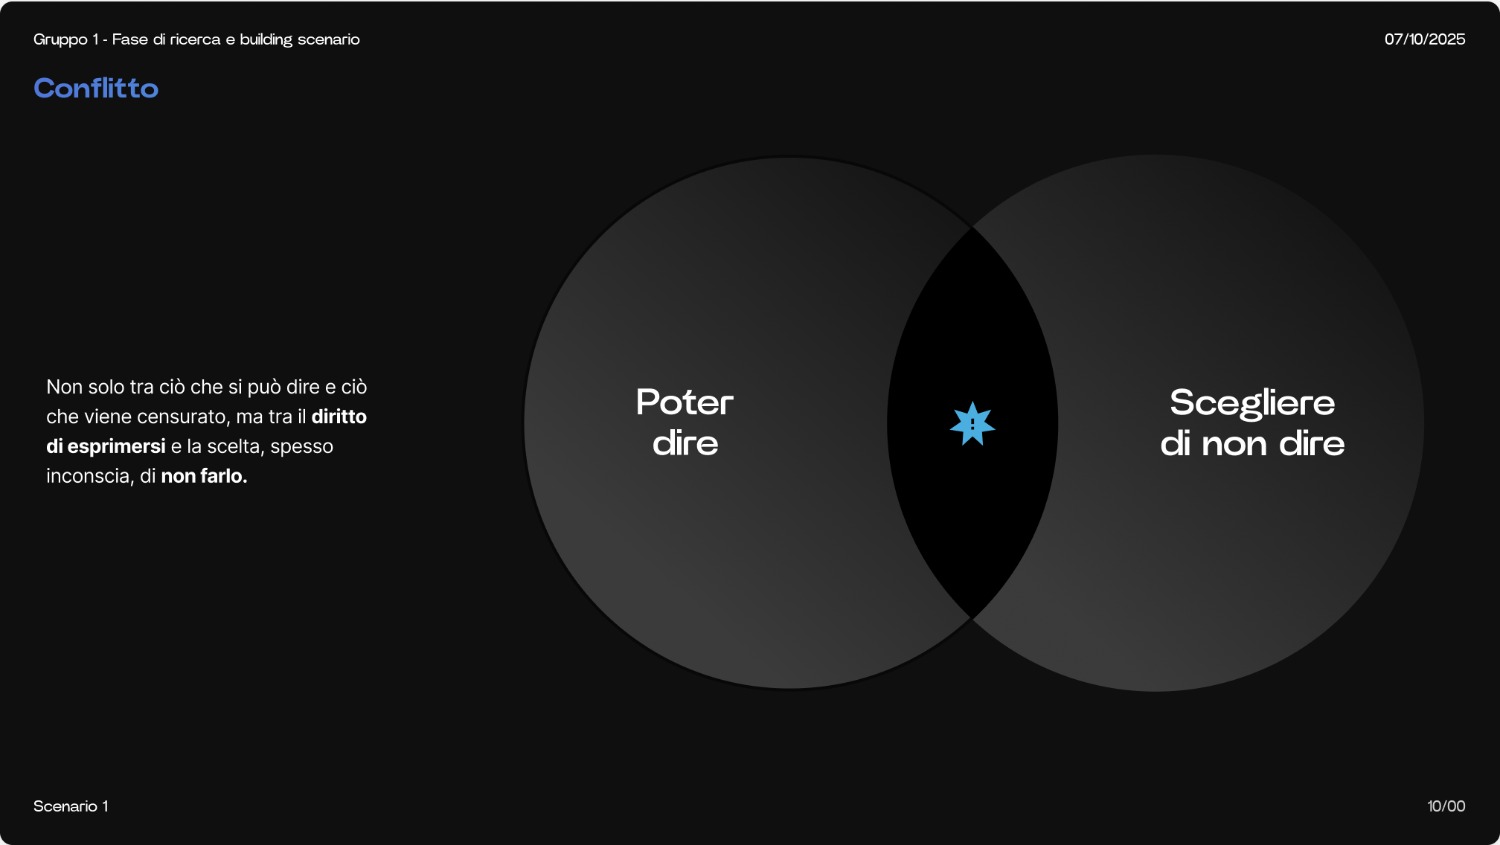 Gruppo 1 - Fase di ricerca e building scenario
07/10/2025
Conflitto
Non solo tra ciò che si può dire e ciò
che viene censurato, ma tra il diritto
di esprimersi e la scelta, spesso
inconscia, di non farlo.
Poter
dire
!
Scegliere
di non dire
Scenario 1
10/00